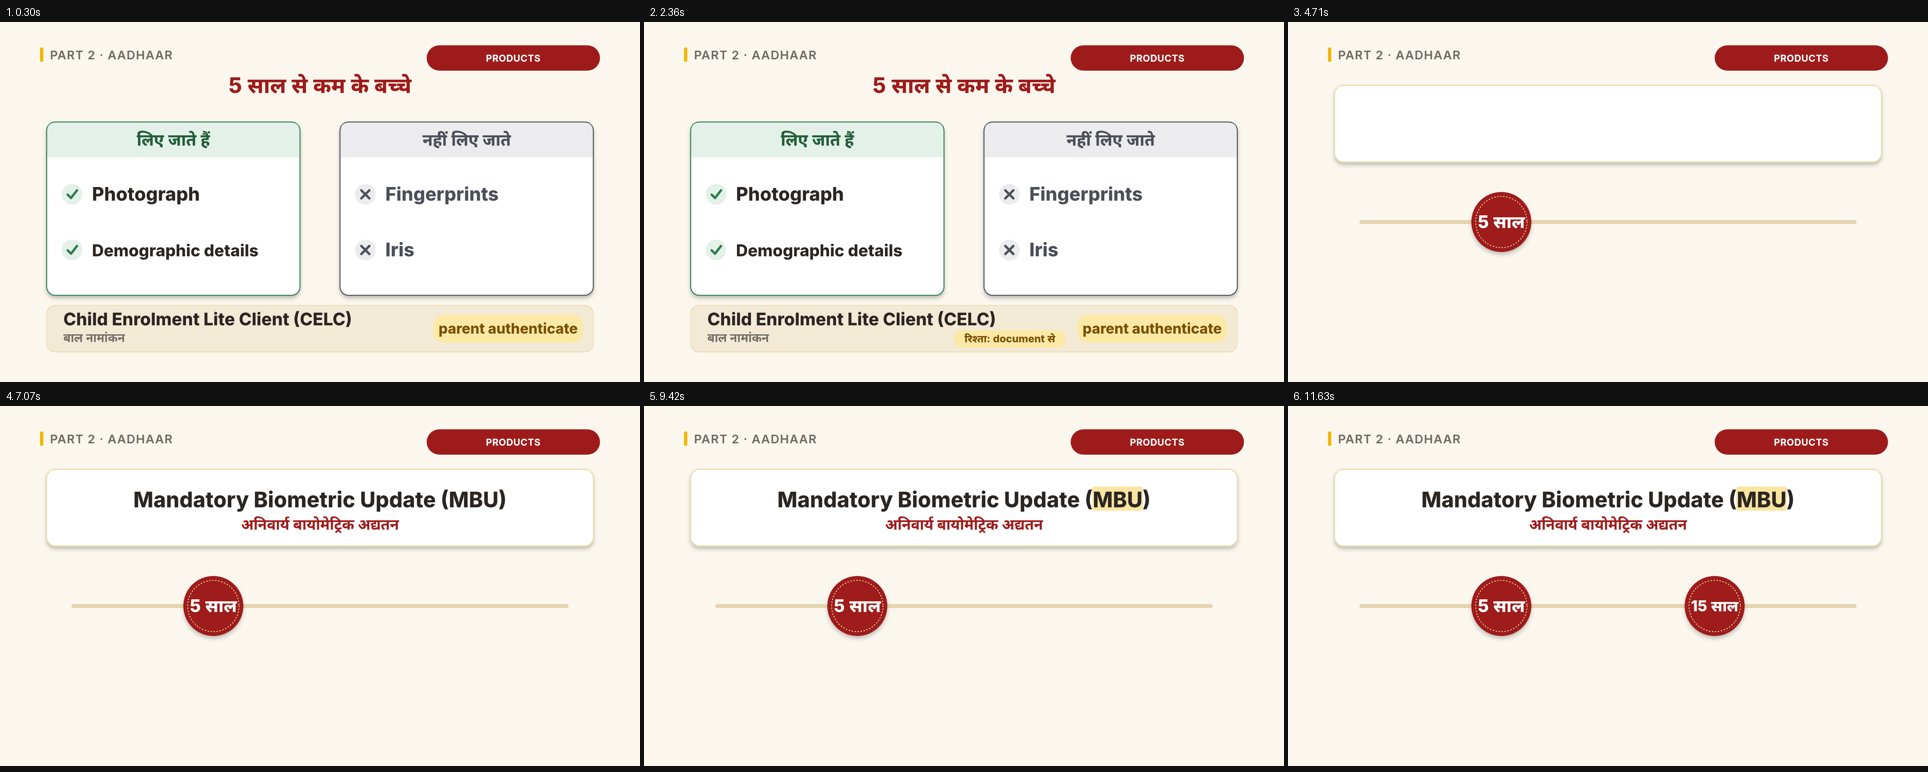 1. 0.30s
PART 2 · AADHAAR
PRODUCTS
5 साल से कम के बच्चे
लिए जाते हैं
नहीं लिए जाते
Photograph
Fingerprints
Demographic details
Iris
Child Enrolment Lite Client (CELC)
बाल नामांकन
parent authenticate
2. 2.36s
PART 2 · AADHAAR
PRODUCTS
5 साल से कम के बच्चे
लिए जाते हैं
नहीं लिए जाते
Photograph
Fingerprints
Demographic details
Iris
Child Enrolment Lite Client (CELC)
बाल नामांकन
रिश्ता: document से
parent authenticate
3. 4.71s
PART 2 · AADHAAR
PRODUCTS
5 साल
4. 7.07s
PART 2 · AADHAAR
PRODUCTS
Mandatory Biometric Update (MBU)
अनिवार्य बायोमेट्रिक अद्यतन
5 साल
5. 9.42s
PART 2 · AADHAAR
PRODUCTS
Mandatory Biometric Update (MBU)
अनिवार्य बायोमेट्रिक अद्यतन
5 साल
6. 11.63s
PART 2 · AADHAAR
PRODUCTS
Mandatory Biometric Update (MBU)
अनिवार्य बायोमेट्रिक अद्यतन
5 साल
15 साल